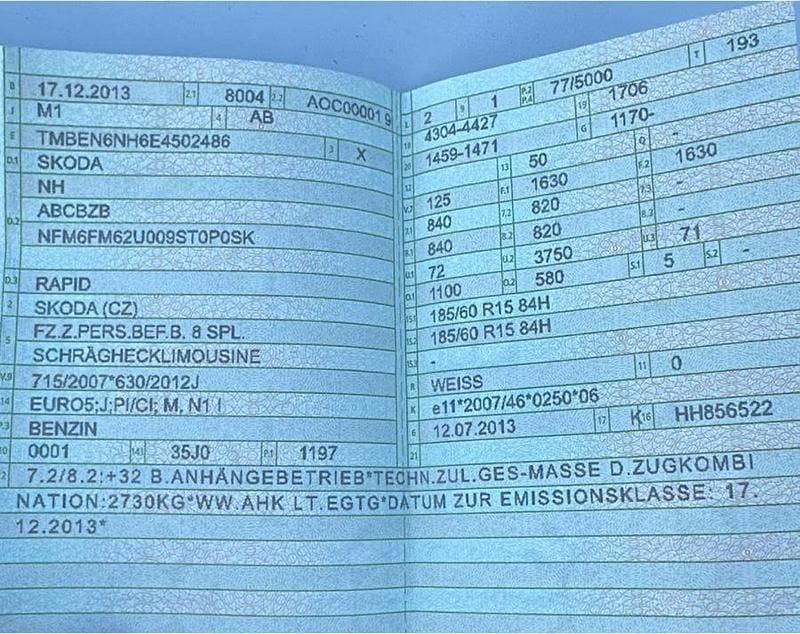 B 17.12.2013 2.1 8004 2.2 AOC00001 9
J M1 4 AB
E TMBEN6NH6E4502486 3 X
D.1 SKODA
NH
D.2 ABCBZB
NFM6FM62U009ST0P0SK
D.3 RAPID
2 SKODA (CZ)
5 FZ.Z.PERS.BEF.B. 8 SPL.
SCHRÄGHECKLIMOUSINE
V.9 715/2007*630/2012J
14 EURO5;J;PI/CI; M, N1 I
P.3 BENZIN
10 0001 14.1 35J0 P.1 1197
L 2 9 1 P.2 P.4 77/5000 T 193
18 4304-4427 19 1706
20 1459-1471 G 1170-
12 - 13 50 Q -
V.7 125 F.1 1630 F.2 1630
7.1 840 7.2 820 7.3 -
8.1 840 8.2 820 8.3 -
U.1 72 U.2 3750 U.3 71
O.1 1100 O.2 580 S.1 5 S.2 -
15.1 185/60 R15 84H
15.2 185/60 R15 84H
15.3 -
R WEISS 11 0
K e11*2007/46*0250*06
6 12.07.2013 17 K 16 HH856522
21
22 7.2/8.2:+32 B.ANHÄNGEBETRIEB*TECHN.ZUL.GES-MASSE D.ZUGKOMBI
NATION:2730KG*WW.AHK LT.EGTG*DATUM ZUR EMISSIONSKLASSE: 17.
12.2013*